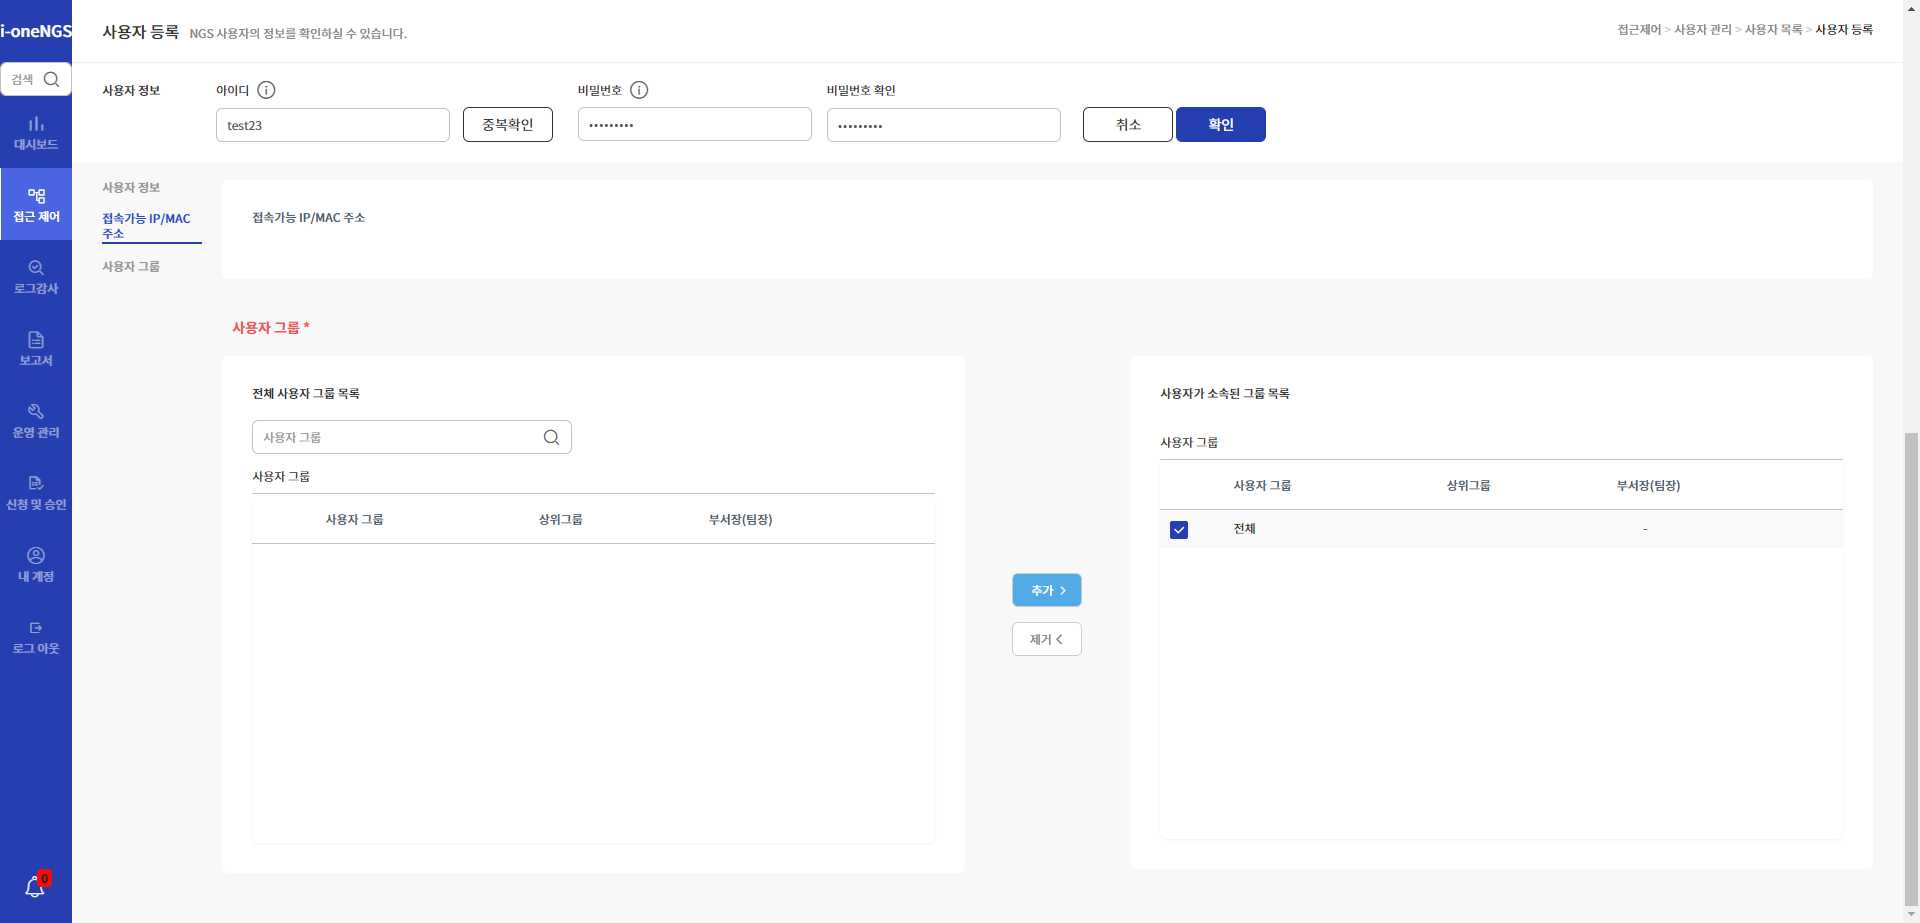 i-oneNGS
검색
대시보드
접근 제어
로그감사
보고서
운영 관리
신청 및 승인
내 계정
로그 아웃
0
사용자 등록 NGS 사용자의 정보를 확인하실 수 있습니다.
접근제어 > 사용자 관리 > 사용자 목록 > 사용자 등록
사용자 정보
아이디
비밀번호
비밀번호 확인
test23
중복확인
•••••••••
•••••••••
취소
확인
사용자 정보
접속가능 IP/MAC
주소
사용자 그룹
접속가능 IP/MAC 주소
사용자 그룹 *
전체 사용자 그룹 목록
사용자 그룹
사용자 그룹
사용자 그룹 상위그룹 부서장(팀장)
추가 >
제거 <
사용자가 소속된 그룹 목록
사용자 그룹
사용자 그룹 상위그룹 부서장(팀장)
전체 -